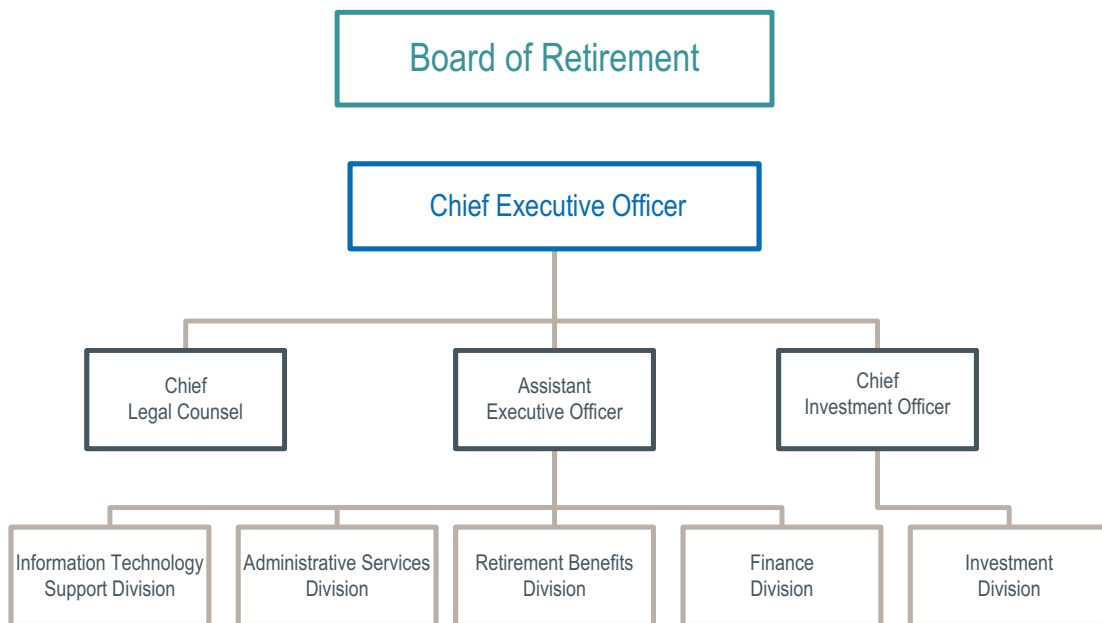 Board of Retirement
Chief Executive Officer
Chief
Legal Counsel
Assistant
Executive Officer
Chief
Investment Officer
Information Technology
Support Division
Administrative Services
Division
Retirement Benefits
Division
Finance
Division
Investment
Division